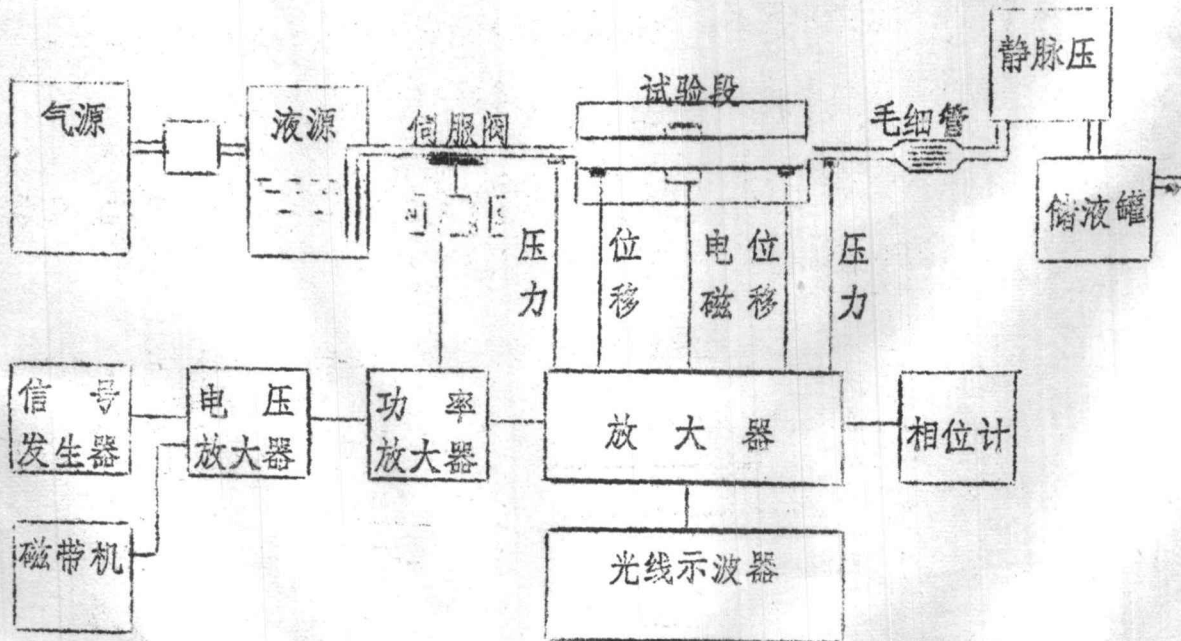 静脉压
气源
液源
伺服阀
试验段
毛细管
储液罐
压力
位移
电磁
位移
压力
信号
发生器
电压
放大器
功率
放大器
放大器
相位计
磁带机
光线示波器